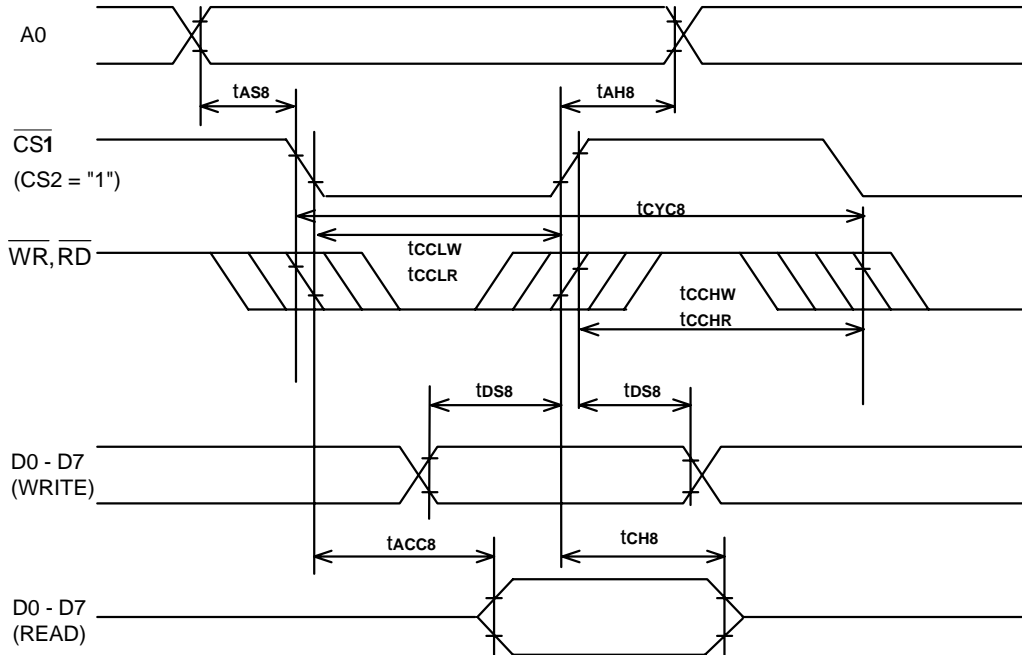 A0
tAS8
tAH8
CS1
(CS2 = "1")
tCYC8
WR, RD
tCCLW
tCCLR
tCCHW
tCCHR
tDS8
tDS8
D0 - D7
(WRITE)
tACC8
tCH8
D0 - D7
(READ)